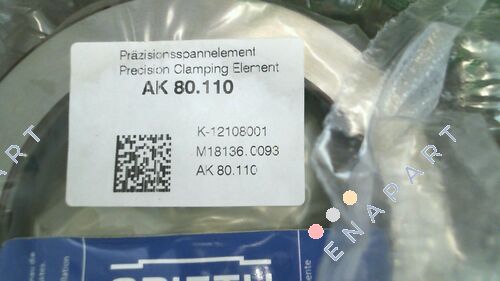 Präzisionsspannelement
Precision Clamping Element
AK 80.110
K-12108001
M18136.0093
AK 80.110
ENAPART